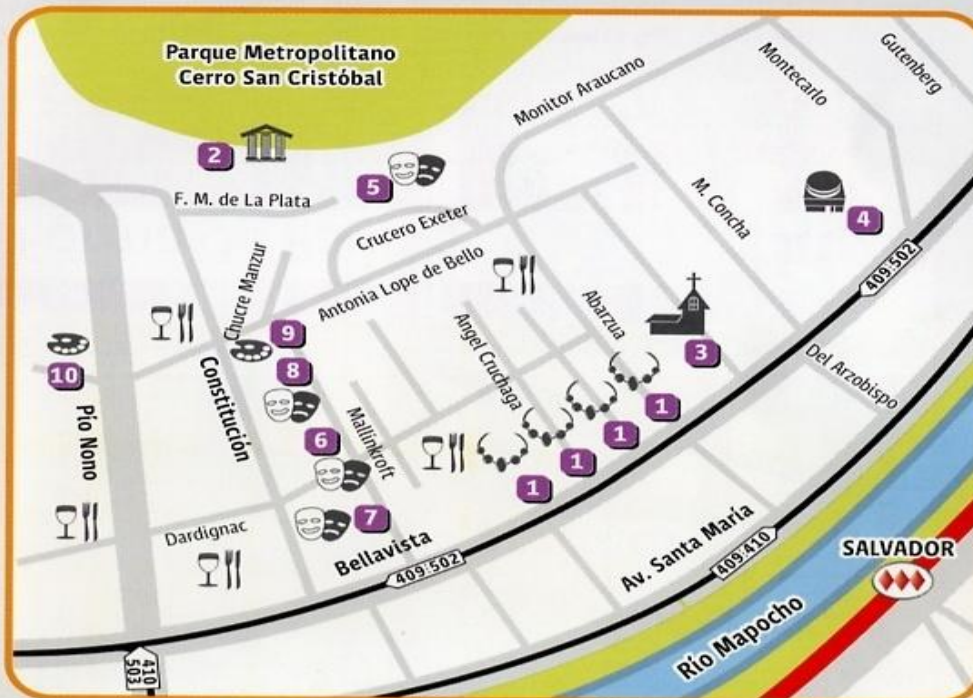 Parque Metropolitano
Cerro San Cristóbal
Gutenberg
Montecarlo
Monitor Araucano
2
5
F. M. de La Plata
4
M. Concha
Crucero Exeter
409:502
Chucre Manzur
Antonia Lope de Bello
Abarzua
9
3
10
8
Angel Cruchaga
Del Arzobispo
Constitución
Pío Nono
Mallinkroft
1
6
1
1
1
7
Dardignac
Bellavista
409:502
Av. Santa María
409:410
SALVADOR
Río Mapocho
410
503